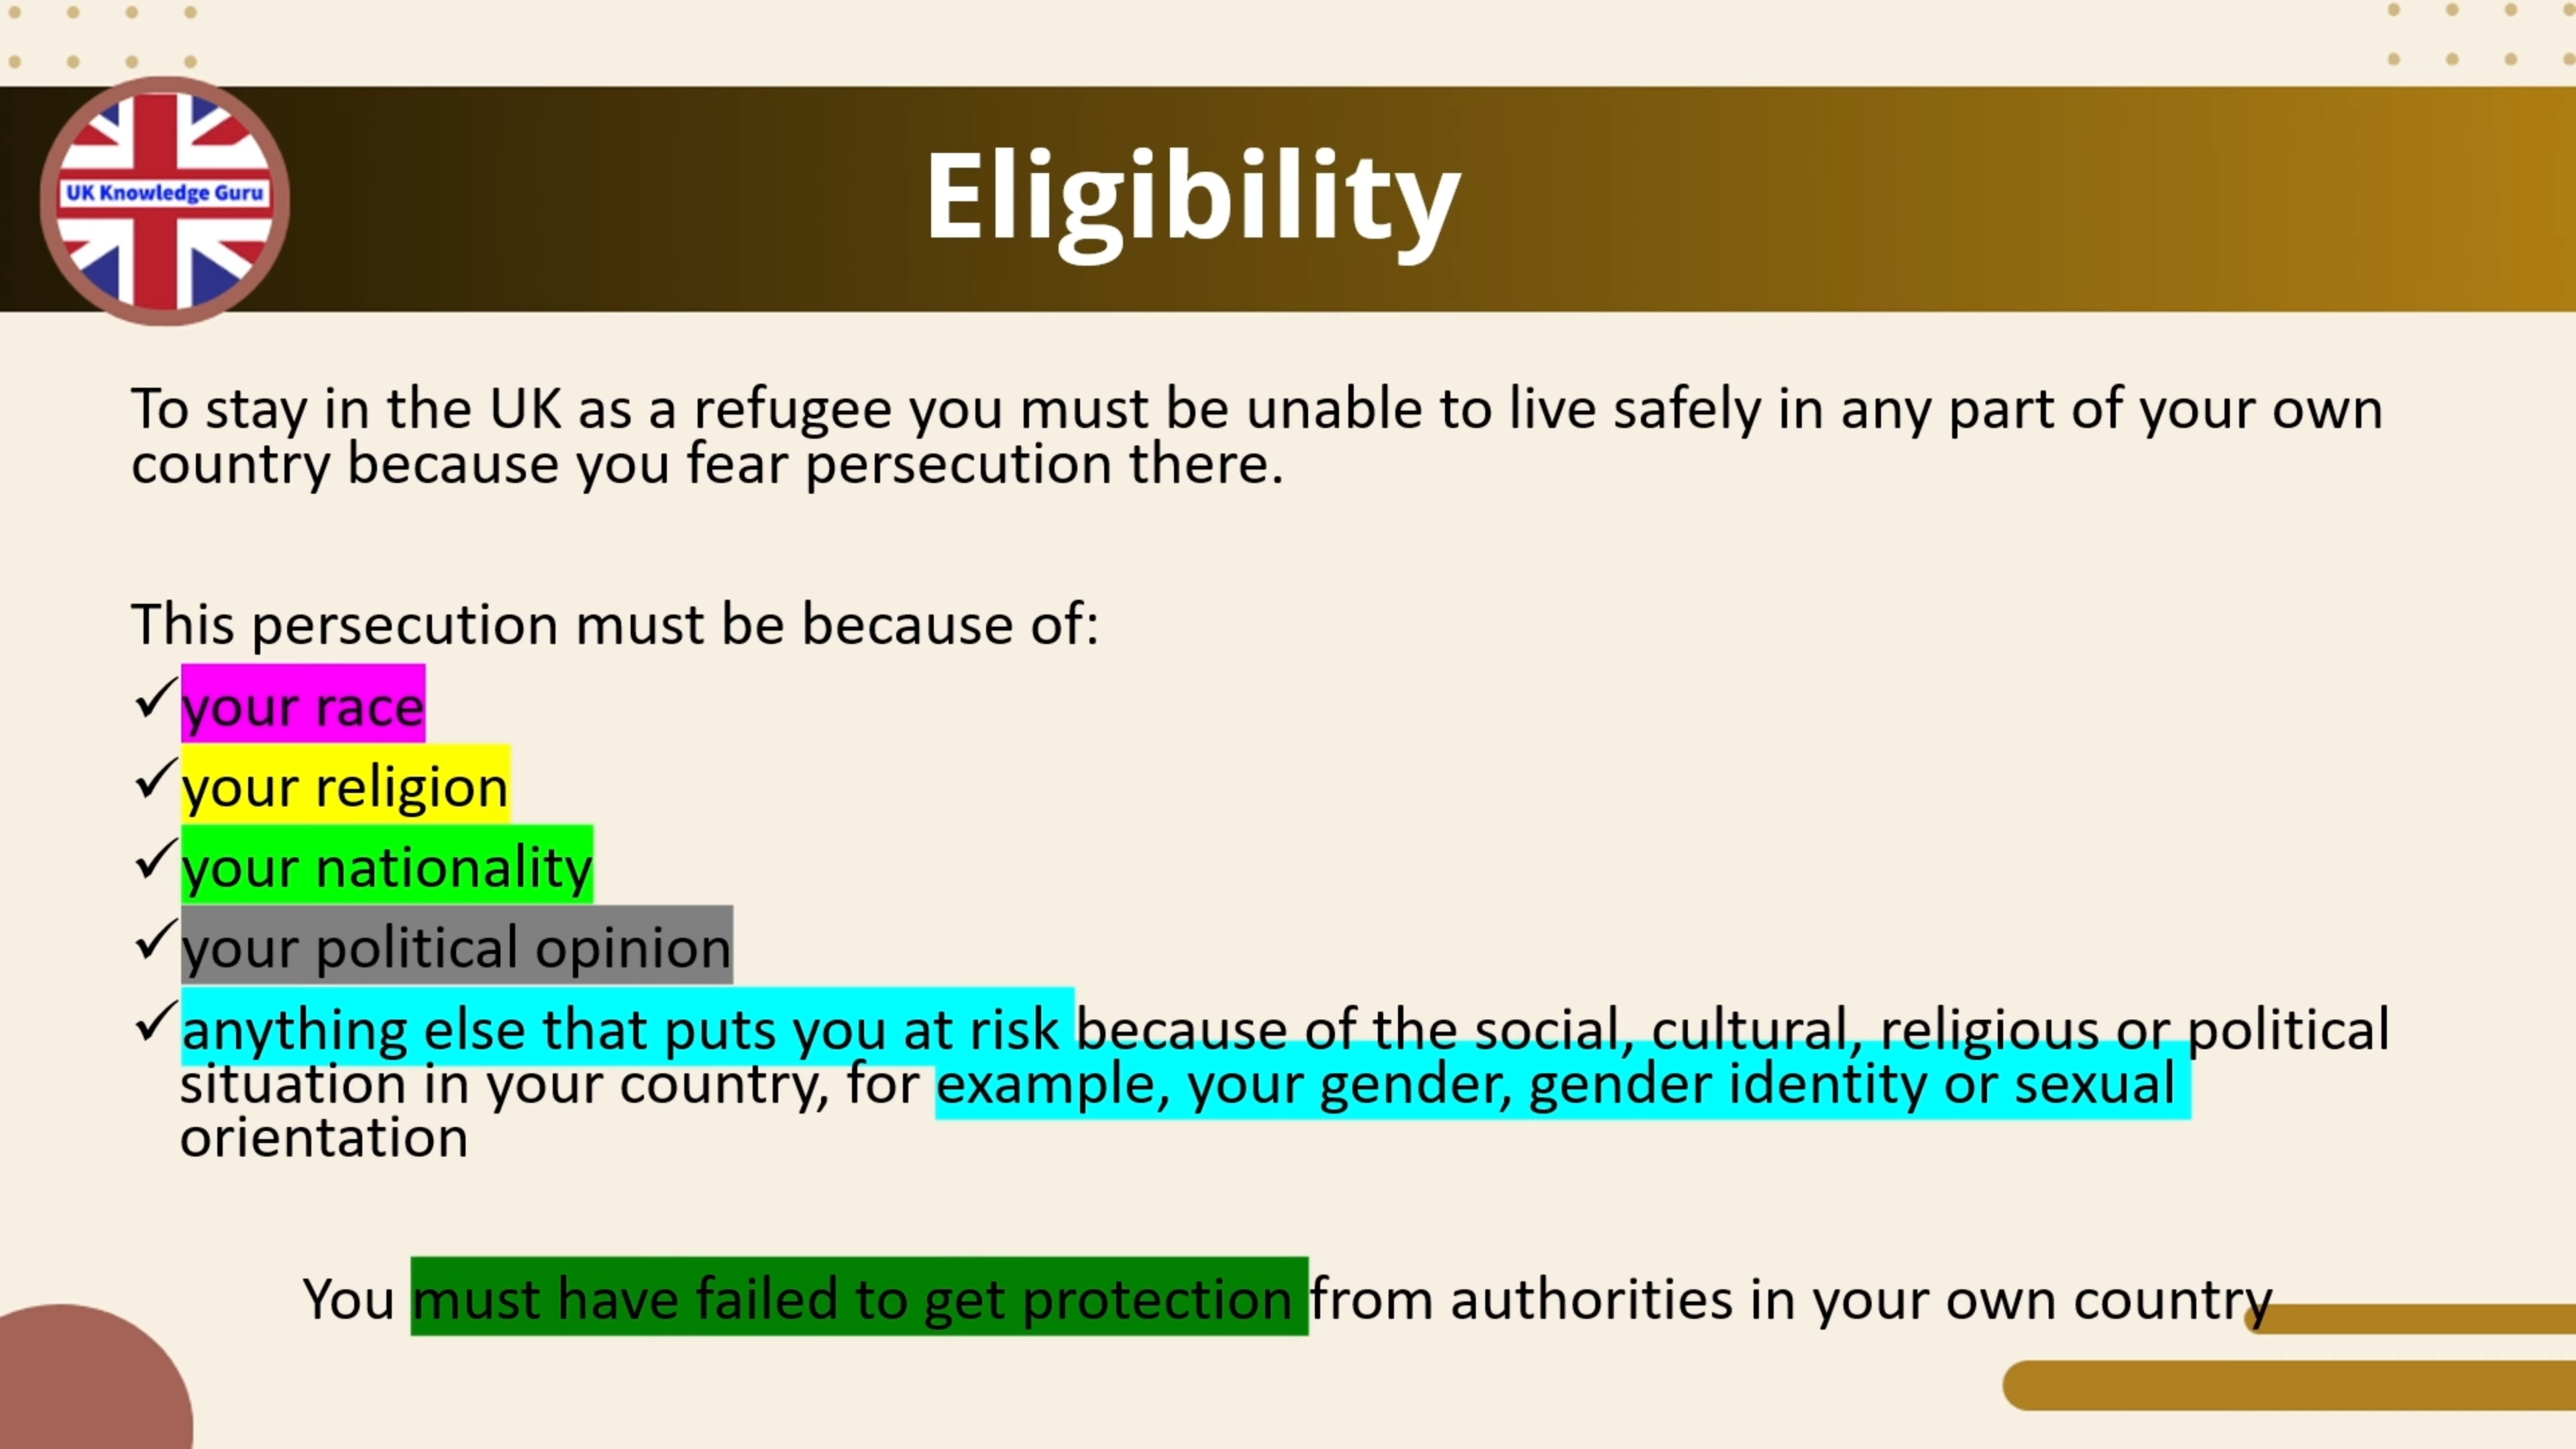 UK Knowledge Guru
Eligibility
To stay in the UK as a refugee you must be unable to live safely in any part of your own
country because you fear persecution there.
This persecution must be because of:
✓your race
✓your religion
✓your nationality
✓your political opinion
✓anything else that puts you at risk because of the social, cultural, religious or political
situation in your country, for example, your gender, gender identity or sexual
orientation
You must have failed to get protection from authorities in your own country